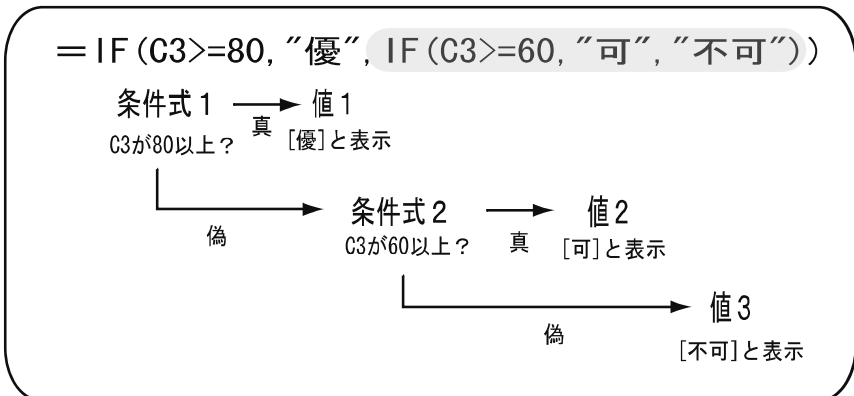 ＝IF(C3>=80,″優″,IF(C3>=60,″可″,″不可″))
条件式1 真 値1
C3が80以上？ [優]と表示
偽 条件式2 真 値2
C3が60以上？ [可]と表示
偽 値3
[不可]と表示